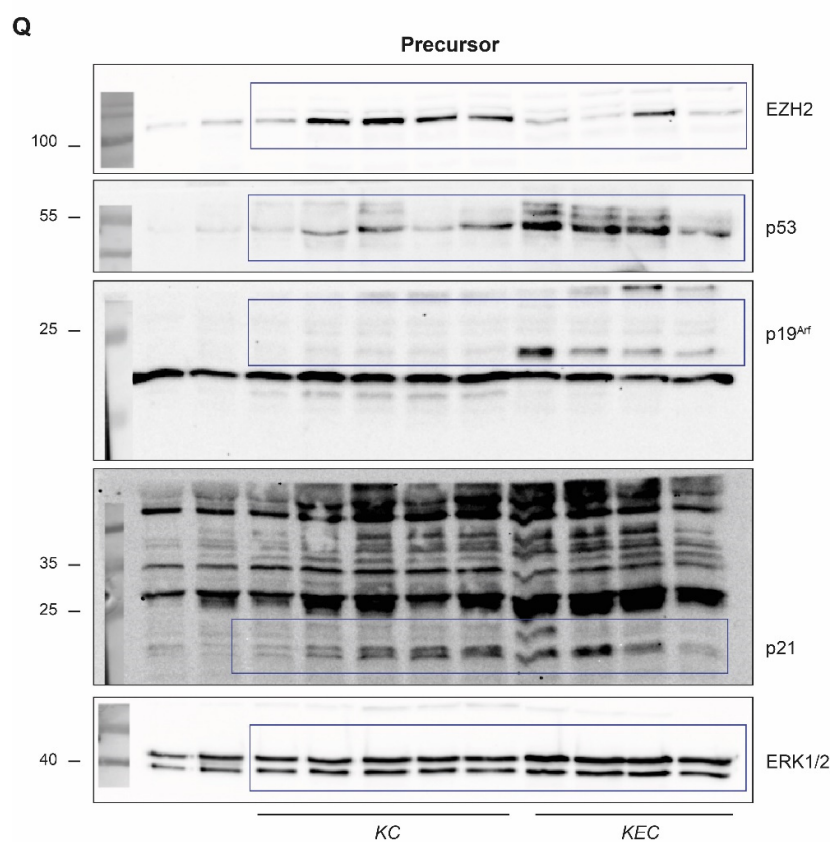 Q
Precursor
EZH2
100
55
p53
25
p19Arf
35
25
p21
40
ERK1/2
KC
KEC